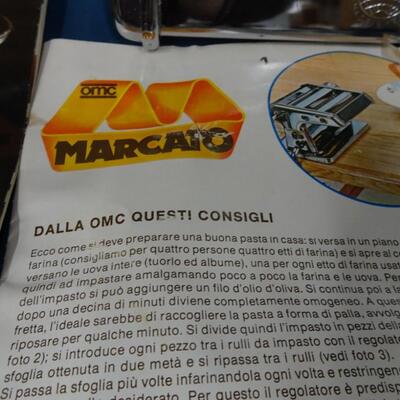 omc
MARCATO
DALLA OMC QUESTI CONSIGLI
Ecco come si deve preparare una buona pasta in casa: si versa in un piano
farina (consigliamo per quattro persone quattro etti di farina) e si apre al ce
versano le uova intere (tuorlo ed albume), una per ogni etto di farina usat
quindi ad impastare amalgamando poco a poco la farina e le uova. Per
dell'impasto si può aggiungere un filo d'olio d'oliva. Si continua poi a la
dopo una decina di minuti diviene completamente omogeneo. A ques
fretta, l'ideale sarebbe di raccogliere la pasta a forma di palla, avvolg
riposare per qualche minuto. Si divide quindi l'impasto in pezzi della
foto 2); si introduce ogni pezzo tra i rulli da impasto con il regolato
sfoglia ottenuta in due metà e si ripassa tra i rulli (vedi foto 3).
Si passa la sfoglia più volte infarinandola ogni volta e restringen
desiderato. Per questo il regolatore è predisp